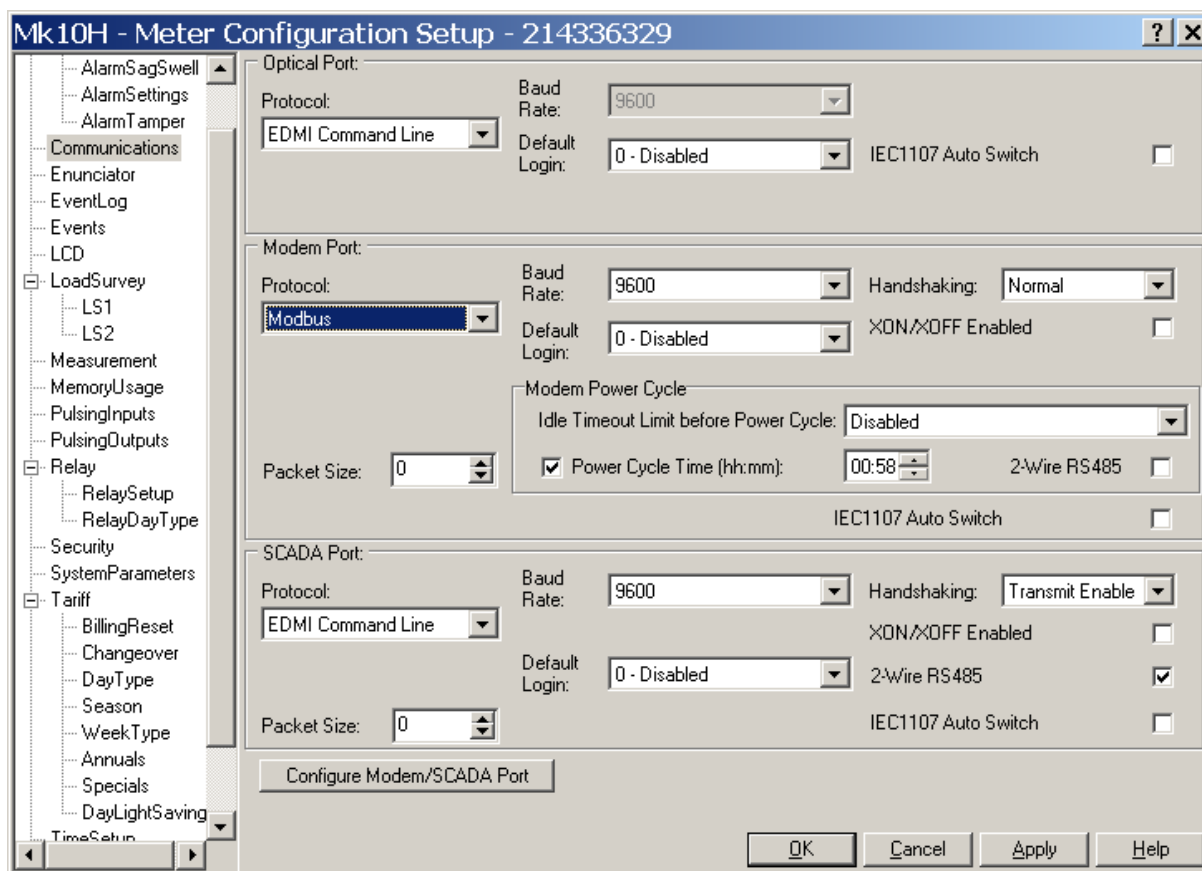 Mk10H - Meter Configuration Setup - 214336329
AlarmSagSwell
AlarmSettings
AlarmTamper
Communications
Enunciator
EventLog
Events
LCD
LoadSurvey
LS1
LS2
Measurement
MemoryUsage
PulsingInputs
PulsingOutputs
Relay
RelaySetup
RelayDayType
Security
SystemParameters
Tariff
BillingReset
Changeover
DayType
Season
WeekType
Annuals
Specials
DayLightSaving
TimeSetup
Optical Port:
Protocol:
EDMI Command Line
Baud
Rate:
9600
Default
Login:
0 - Disabled
IEC1107 Auto Switch
Modem Port:
Protocol:
Modbus
Baud
Rate:
9600
Handshaking:
Normal
Default
Login:
0 - Disabled
XON/XOFF Enabled
Modem Power Cycle
Idle Timeout Limit before Power Cycle:
Disabled
Packet Size:
0
Power Cycle Time (hh:mm):
00:58
2-Wire RS485
IEC1107 Auto Switch
SCADA Port:
Protocol:
EDMI Command Line
Baud
Rate:
9600
Handshaking:
Transmit Enable
XON/XOFF Enabled
Default
Login:
0 - Disabled
2-Wire RS485
Packet Size:
0
IEC1107 Auto Switch
Configure Modem/SCADA Port
OK
Cancel
Apply
Help